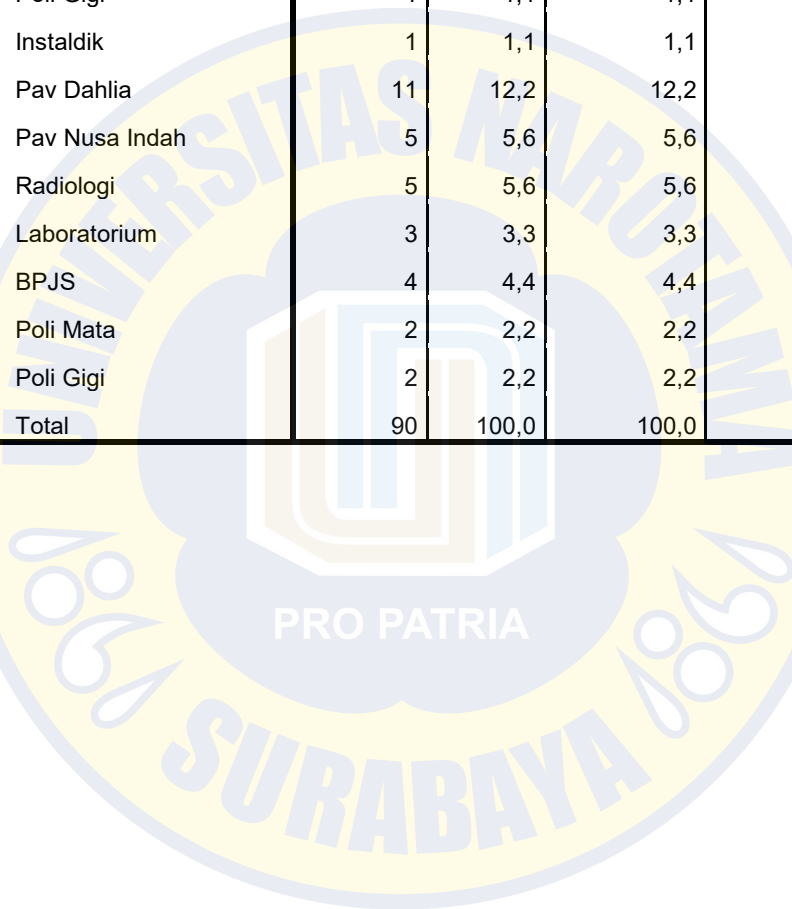 Instaldik 1 1,1 1,1
Pav Dahlia 11 12,2 12,2
Pav Nusa Indah 5 5,6 5,6
Radiologi 5 5,6 5,6
Laboratorium 3 3,3 3,3
BPJS 4 4,4 4,4
Poli Mata 2 2,2 2,2
Poli Gigi 2 2,2 2,2
Total 90 100,0 100,0
UNIVERSITAS NAROTAMA
PRO PATRIA
SURABAYA